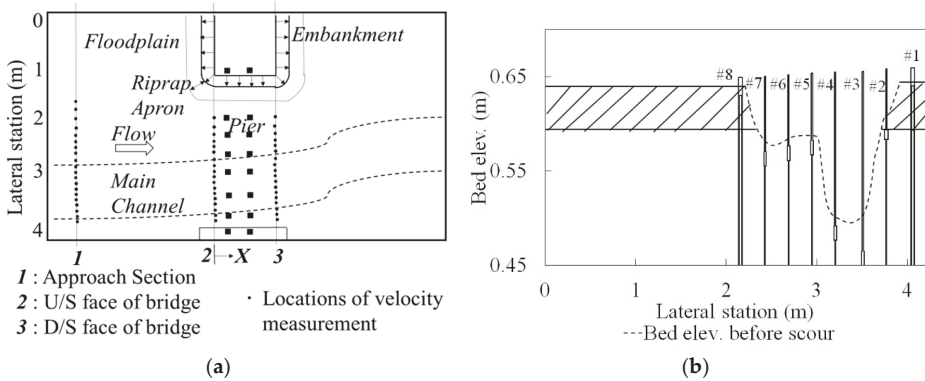 0
1
2
3
4
Lateral station (m)
Floodplain
Embankment
Riprap
Apron
Pier
Flow
Main
Channel
1
2
X
3
1 : Approach Section
2 : U/S face of bridge
3 : D/S face of bridge
· Locations of velocity
measurement
(a)
0.65
0.55
0.45
Bed elev. (m)
#8
#7
#6
#5
#4
#3
#2
#1
0
1
2
3
4
Lateral station (m)
----Bed elev. before scour
(b)